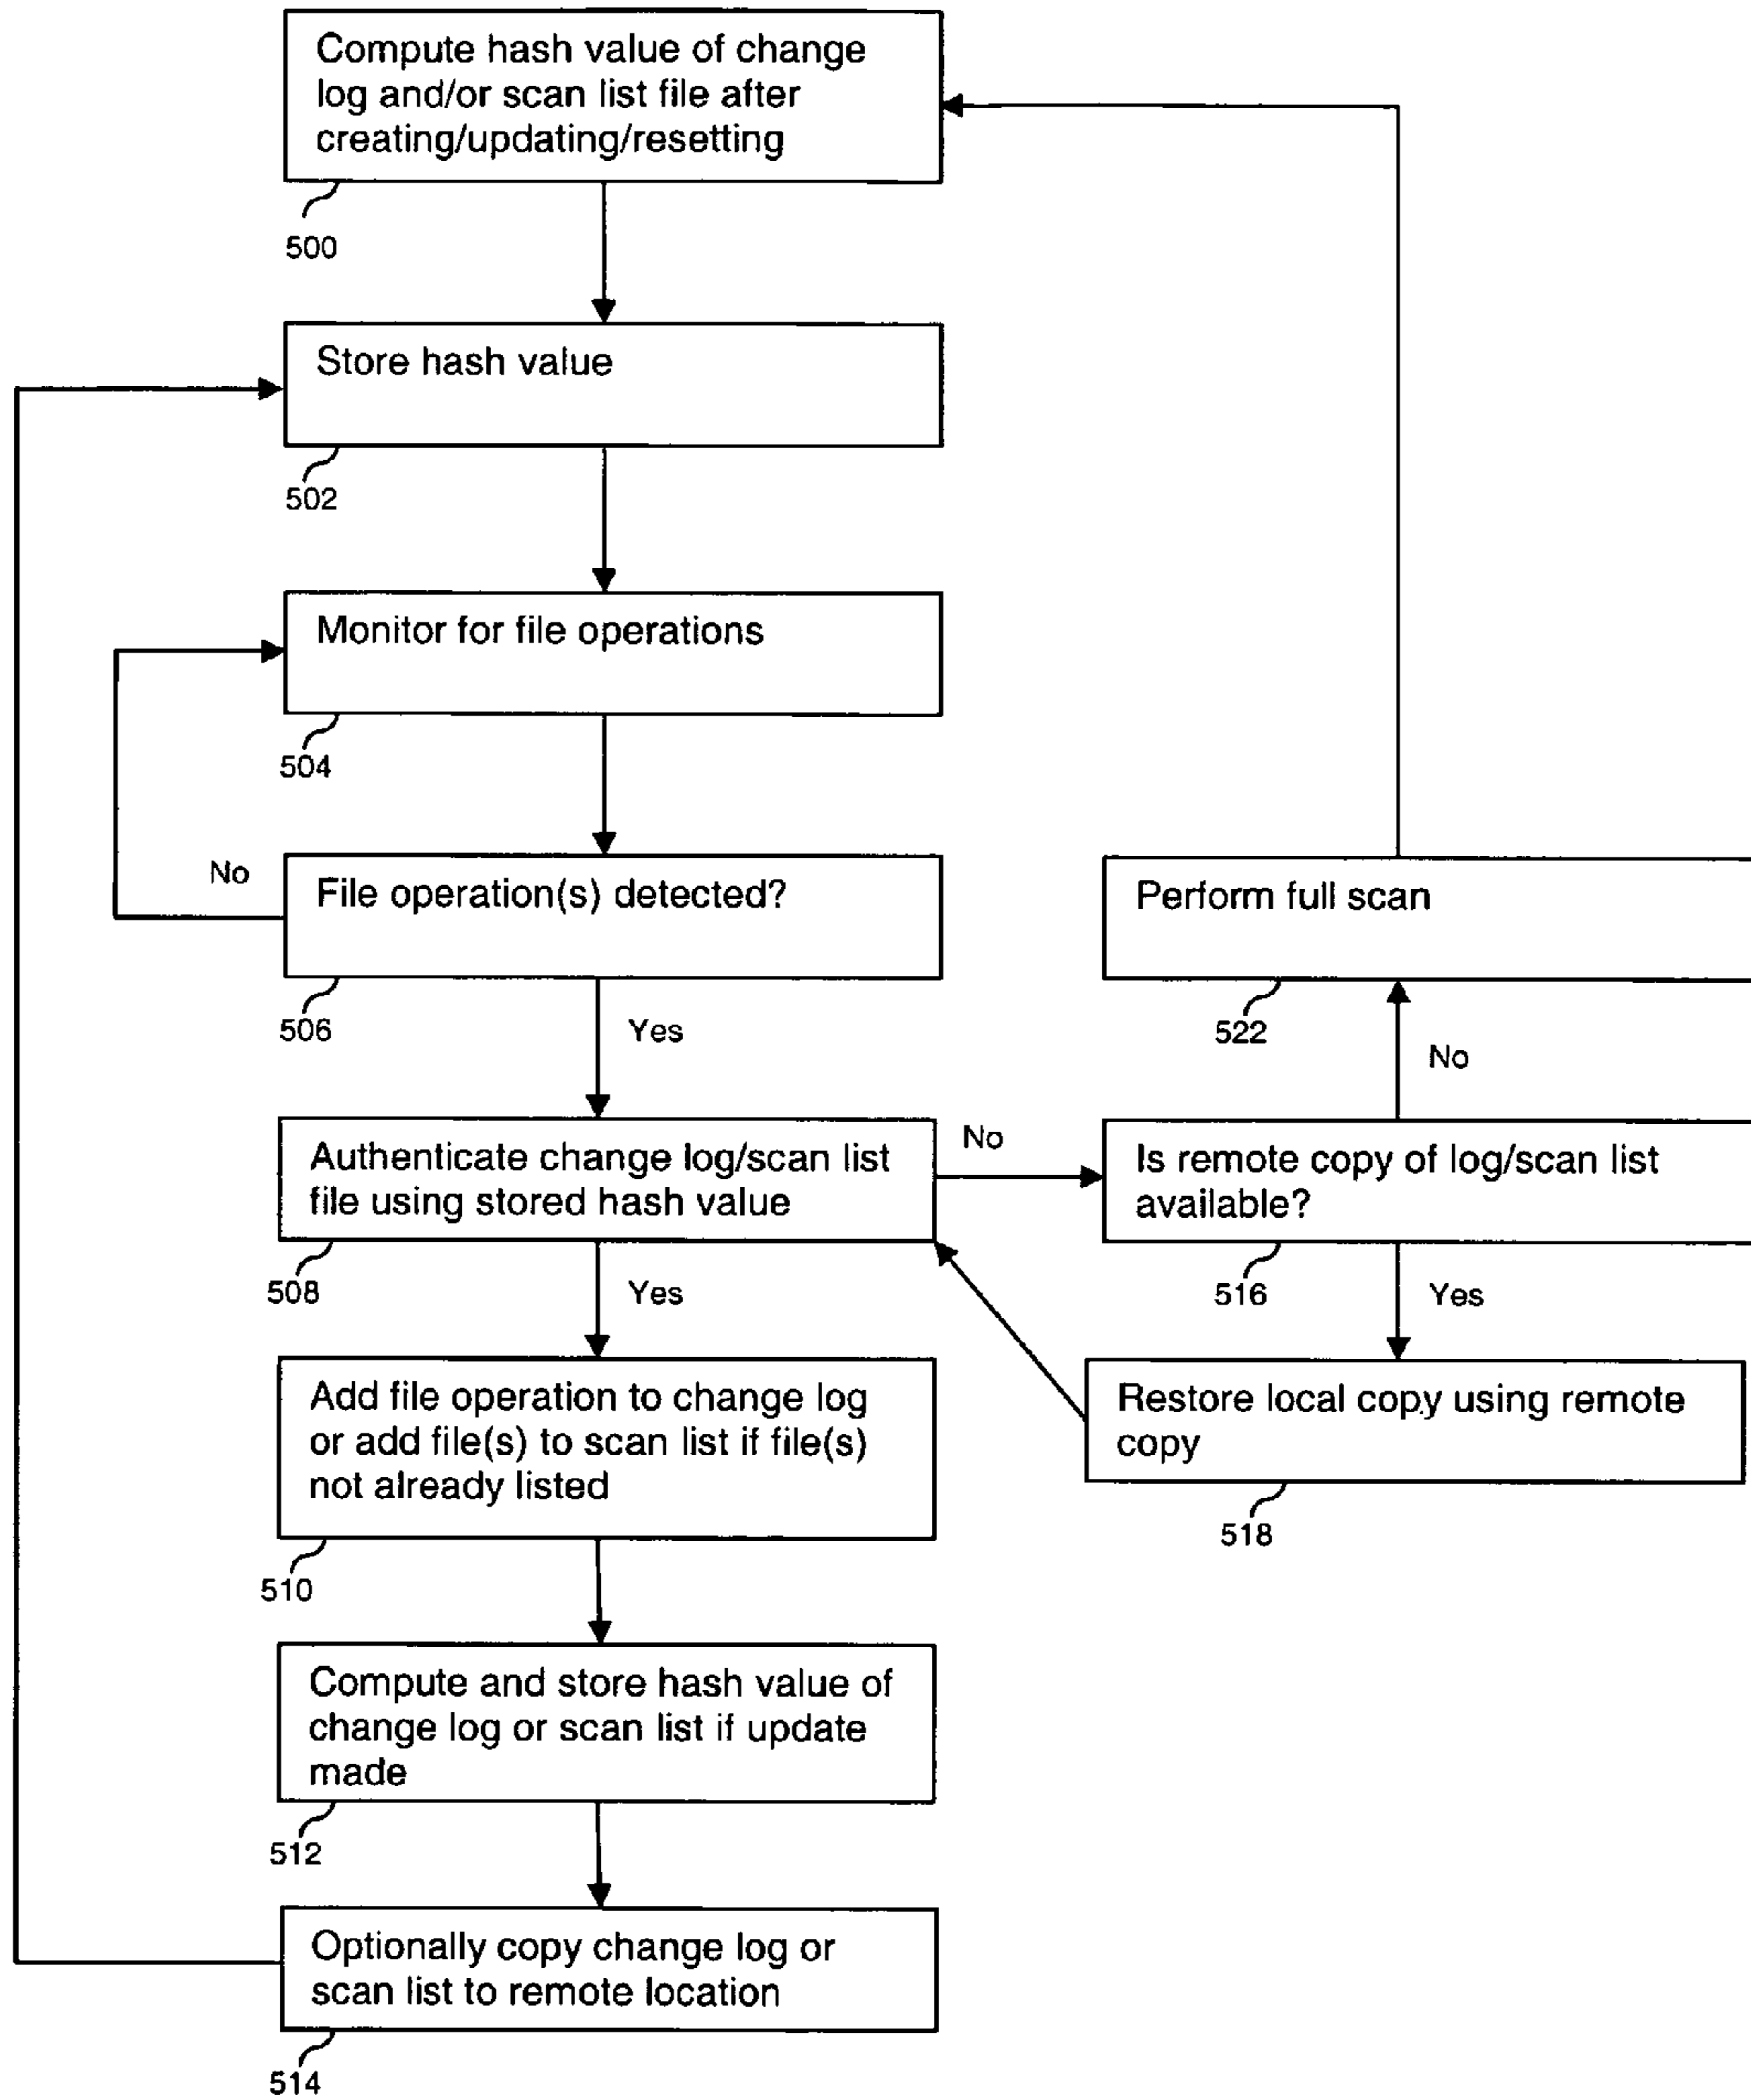 Compute hash value of change
log and/or scan list file after
creating/updating/resetting
500
Store hash value
502
Monitor for file operations
504
No
File operation(s) detected?
506
Yes
Perform full scan
522
No
Authenticate change log/scan list
file using stored hash value
508
No
Is remote copy of log/scan list
available?
516
Yes
Yes
Add file operation to change log
or add file(s) to scan list if file(s)
not already listed
510
Restore local copy using remote
copy
518
Compute and store hash value of
change log or scan list if update
made
512
Optionally copy change log or
scan list to remote location
514